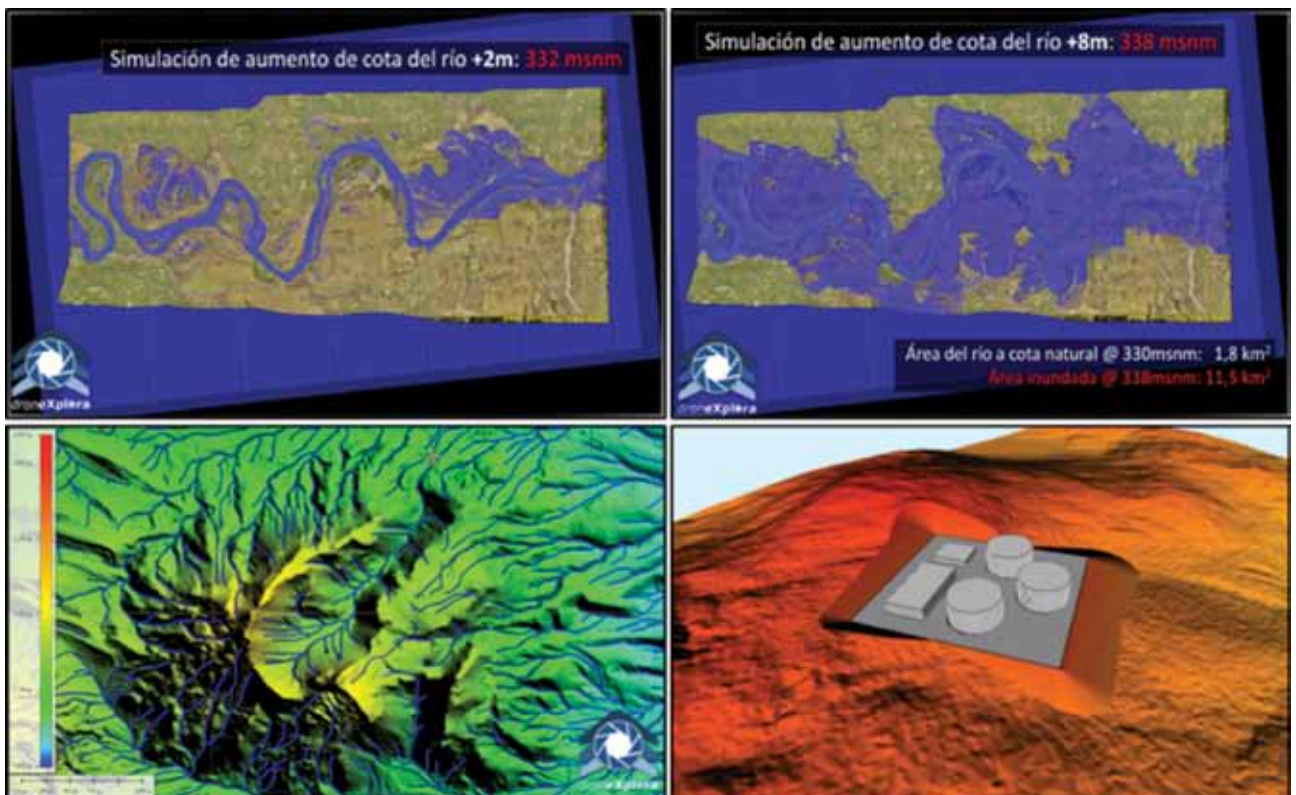 Simulación de aumento de cota del río +2m: 332 msnm
droneXplora
Simulación de aumento de cota del río +8m: 338 msnm
Área del río a cota natural @ 330msnm: 1,8 km²
Área inundada @ 338msnm: 11,5 km²
droneXplora